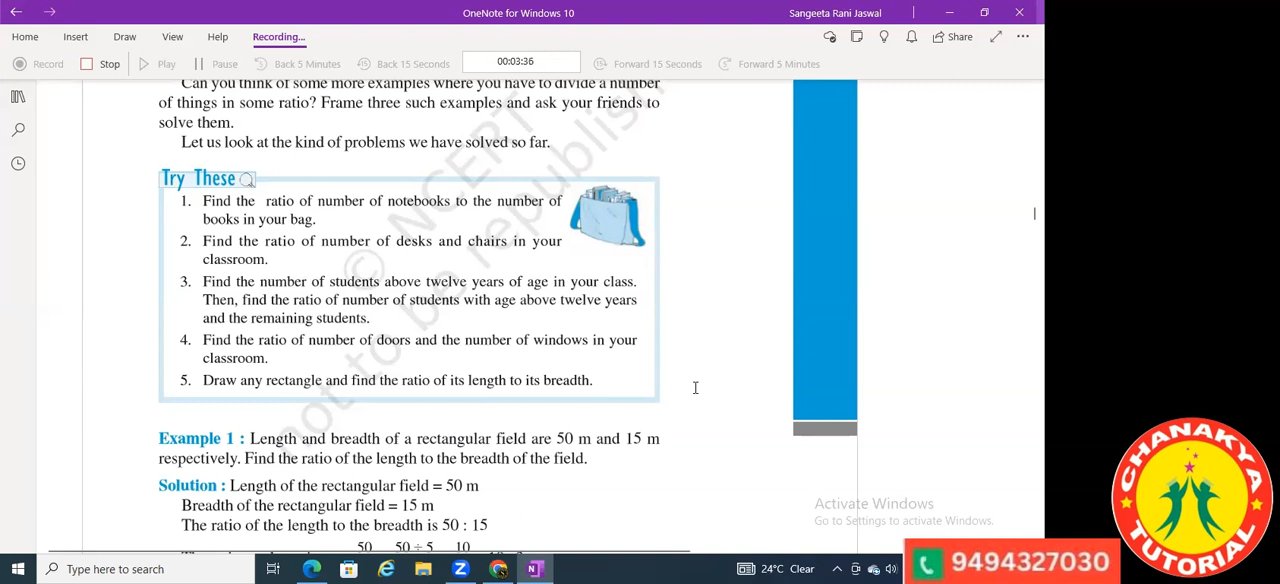 OneNote for Windows 10
Sangeeta Rani Jaswal
Home Insert Draw View Help Recording...
Share
Record Stop Play Pause Back 5 Minutes Back 15 Seconds 00:03:36 Forward 15 Seconds Forward 5 Minutes
Can you think of some more examples where you have to divide a number
of things in some ratio? Frame three such examples and ask your friends to
solve them.
Let us look at the kind of problems we have solved so far.
Try These
1. Find the ratio of number of notebooks to the number of
books in your bag.
2. Find the ratio of number of desks and chairs in your
classroom.
3. Find the number of students above twelve years of age in your class.
Then, find the ratio of number of students with age above twelve years
and the remaining students.
4. Find the ratio of number of doors and the number of windows in your
classroom.
5. Draw any rectangle and find the ratio of its length to its breadth.
© NCERT
not to be republish
Example 1 : Length and breadth of a rectangular field are 50 m and 15 m
respectively. Find the ratio of the length to the breadth of the field.
Solution : Length of the rectangular field = 50 m
Breadth of the rectangular field = 15 m
The ratio of the length to the breadth is 50 : 15
50 50 ÷ 5 10
Activate Windows
Go to Settings to activate Windows.
CHANAKYA
TUTORIAL
9494327030
Type here to search
24°C Clear